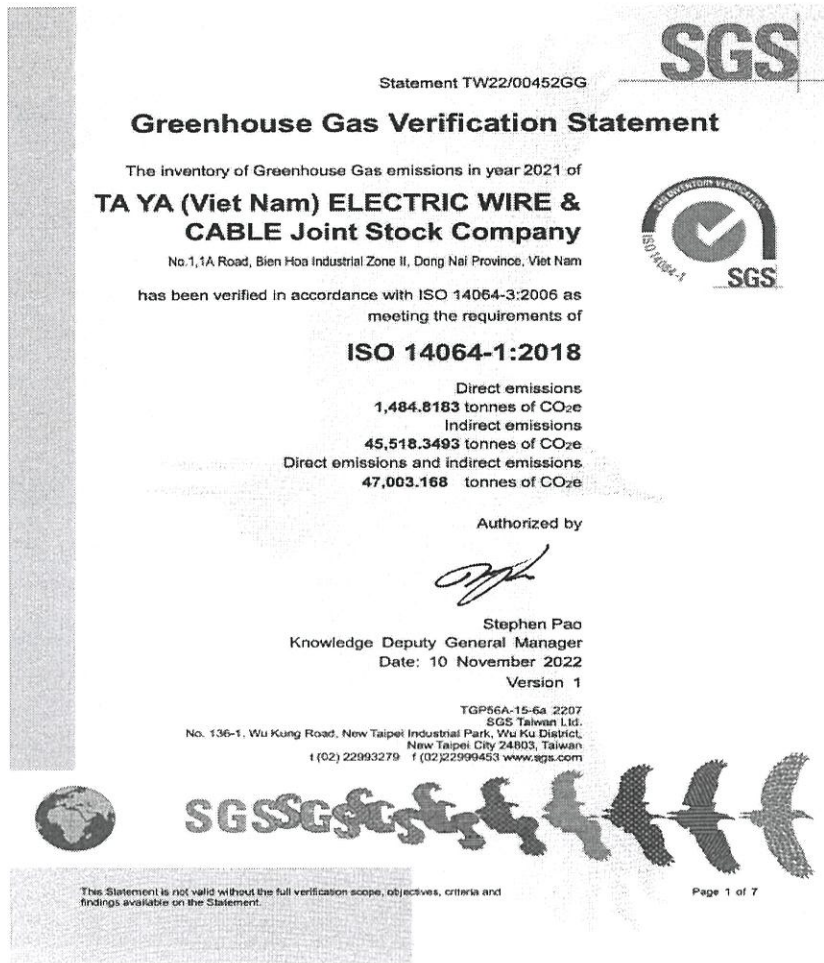 SGS
Statement TW22/00452GG
Greenhouse Gas Verification Statement
The inventory of Greenhouse Gas emissions in year 2021 of
TA YA (Viet Nam) ELECTRIC WIRE &
CABLE Joint Stock Company
No.1,1A Road, Bien Hoa Industrial Zone II, Dong Nai Province, Viet Nam
GHG INVENTORY VERIFICATION
ISO 14064-1
SGS
has been verified in accordance with ISO 14064-3:2006 as
meeting the requirements of
ISO 14064-1:2018
Direct emissions
1,484.8183 tonnes of CO₂e
Indirect emissions
45,518.3493 tonnes of CO₂e
Direct emissions and indirect emissions
47,003.168 tonnes of CO₂e
Authorized by
Stephen Pao
Knowledge Deputy General Manager
Date: 10 November 2022
Version 1
TGP56A-15-6a 2207
SGS Taiwan Ltd.
No. 136-1, Wu Kung Road, New Taipei Industrial Park, Wu Ku District,
New Taipei City 24803, Taiwan
t (02) 22993279 f (02)22999453 www.sgs.com
SGSSGSSGS
This Statement is not valid without the full verification scope, objectives, criteria and
findings available on the Statement.
Page 1 of 7